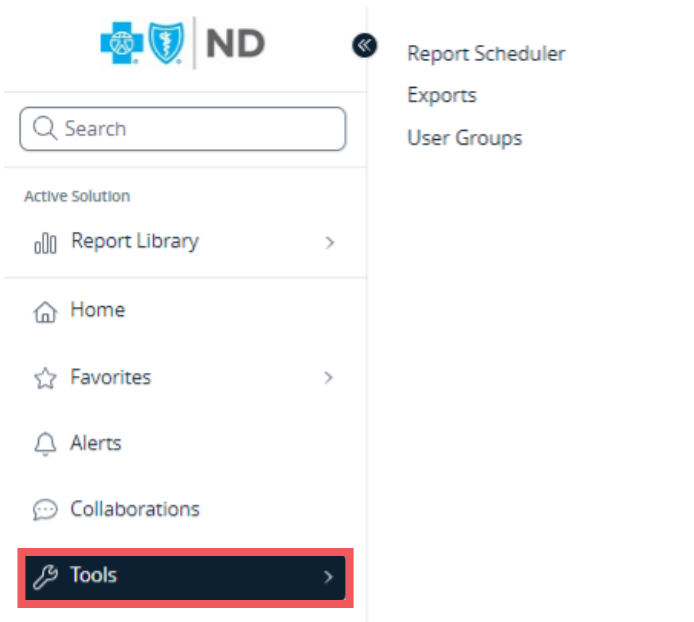 ND
Search
Active Solution
Report Library
Home
Favorites
Alerts
Collaborations
Tools
Report Scheduler
Exports
User Groups